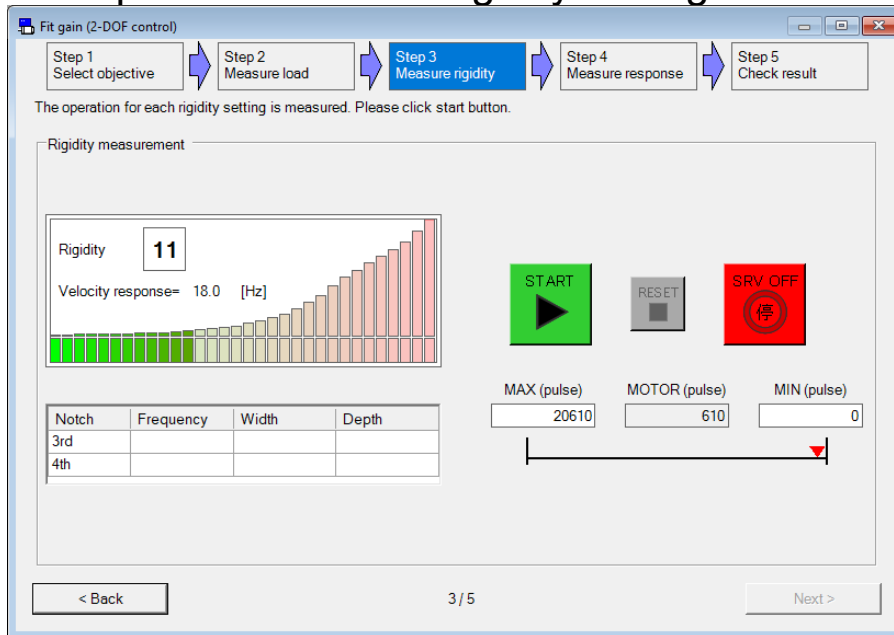 Fit gain (2-DOF control)
Step 1
Select objective
Step 2
Measure load
Step 3
Measure rigidity
Step 4
Measure response
Step 5
Check result
The operation for each rigidity setting is measured. Please click start button.
Rigidity measurement
Rigidity 11
Velocity response= 18.0 [Hz]
START
RESET
SRV OFF
停
MAX (pulse) MOTOR (pulse) MIN (pulse)
20610 610 0
Notch Frequency Width Depth
3rd
4th
< Back
3 / 5
Next >